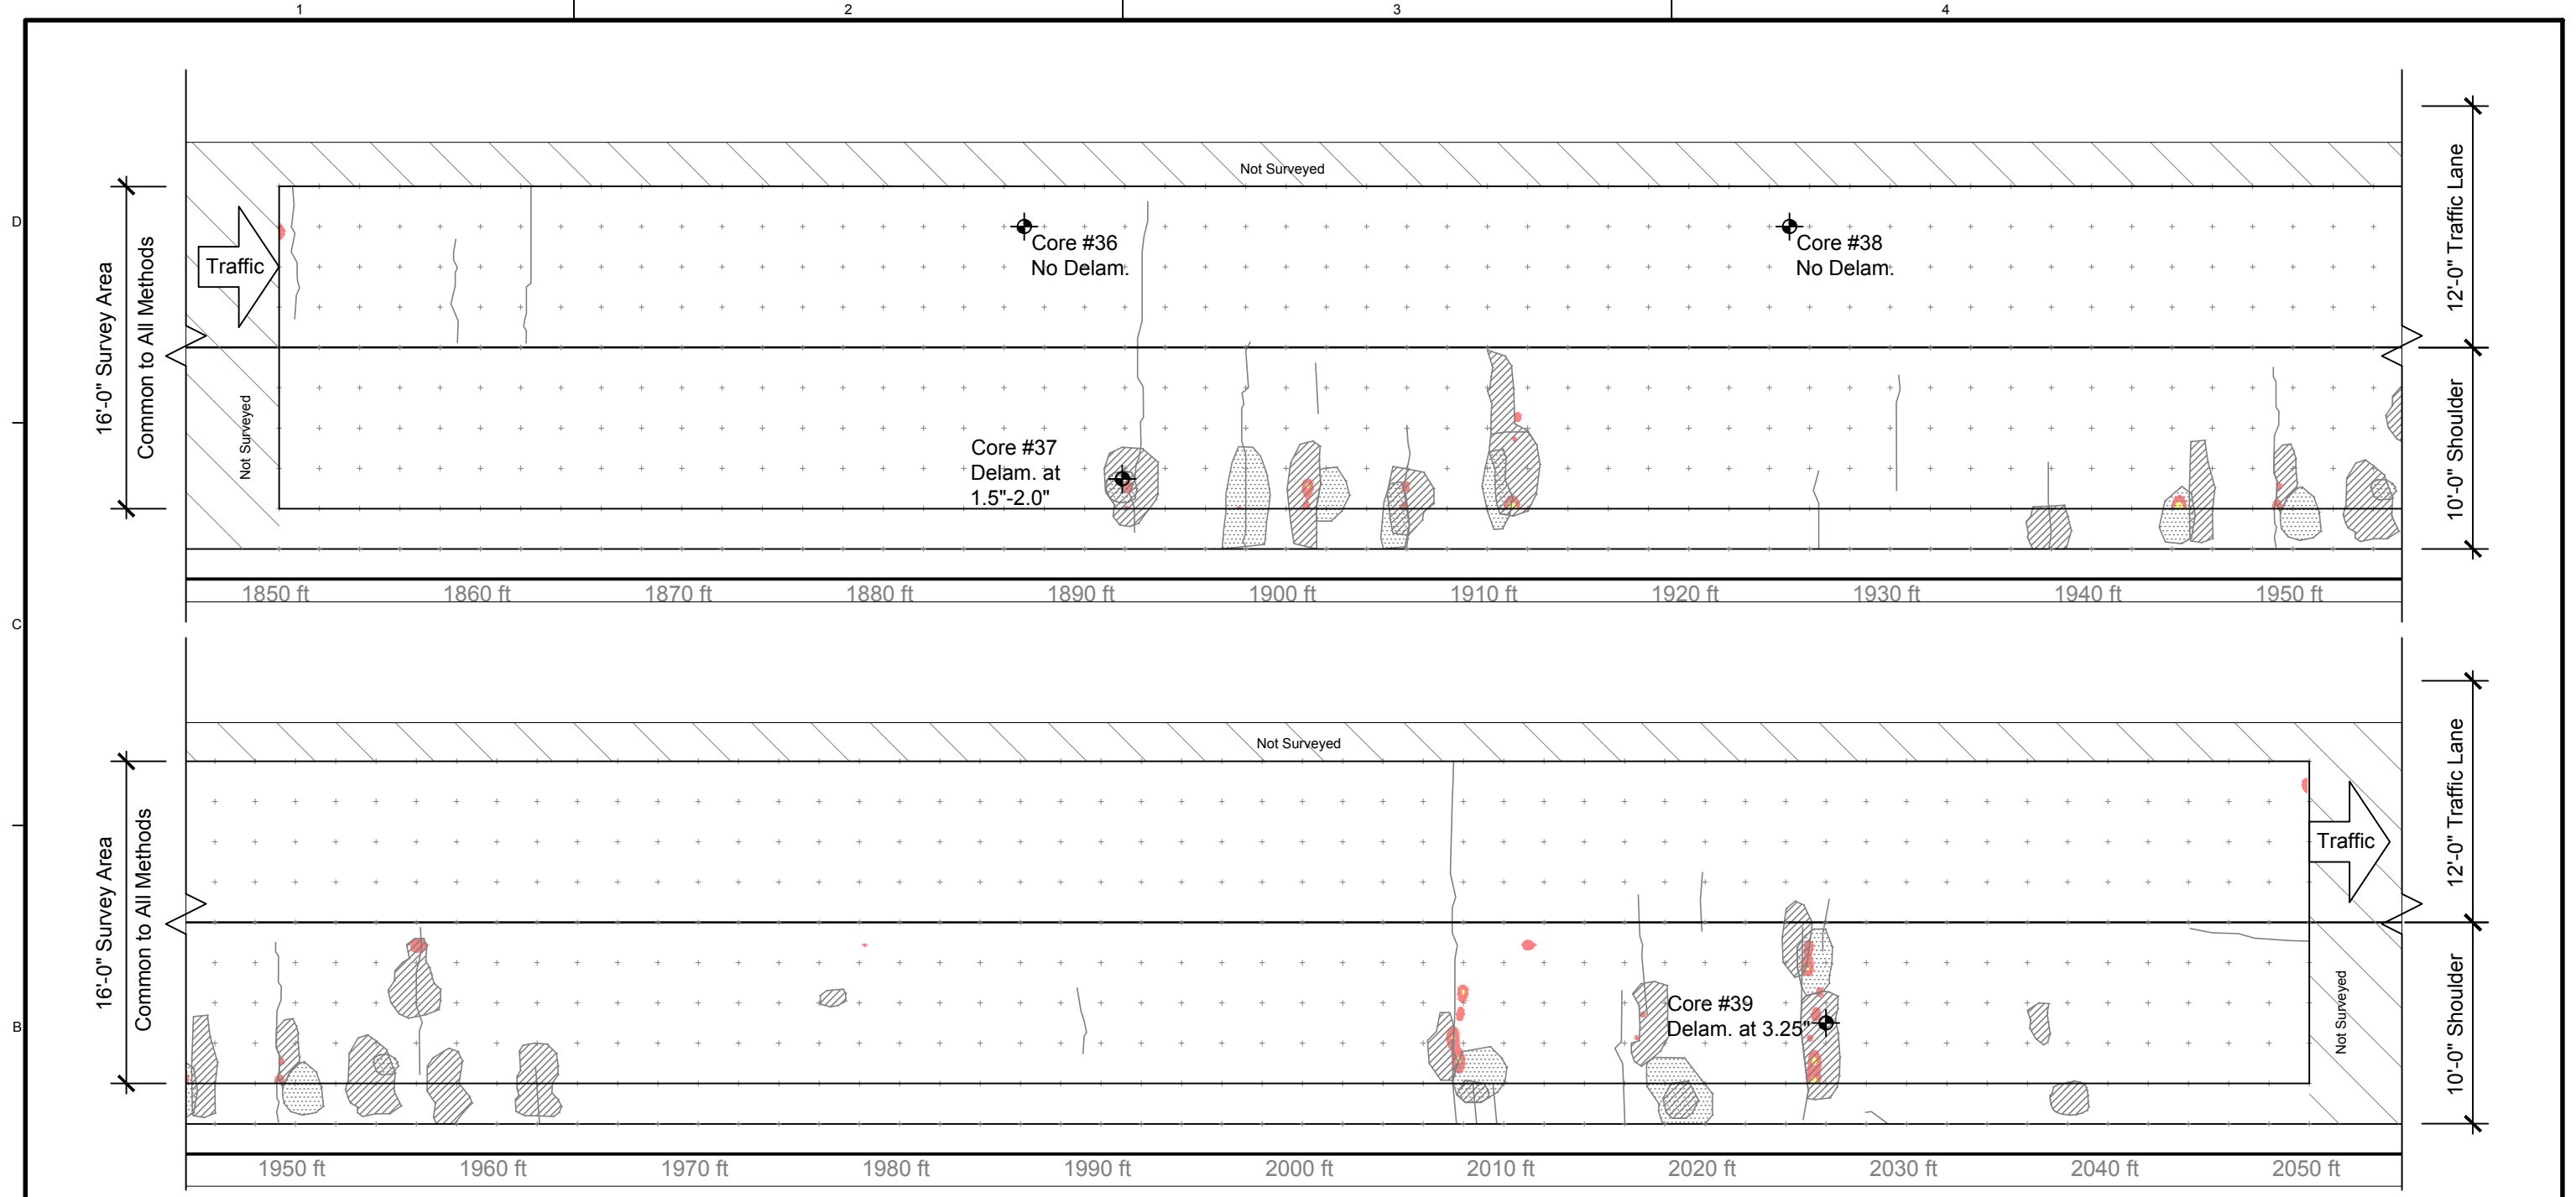 1 2 3 4
D
C
B
Not Surveyed
16'-0" Survey Area
Common to All Methods
Traffic
Not Surveyed
Core #36
No Delam.
Core #38
No Delam.
Core #37
Delam. at
1.5"-2.0"
12'-0" Traffic Lane
10'-0" Shoulder
1850 ft 1860 ft 1870 ft 1880 ft 1890 ft 1900 ft 1910 ft 1920 ft 1930 ft 1940 ft 1950 ft
Not Surveyed
16'-0" Survey Area
Common to All Methods
Traffic
Core #39
Delam. at 3.25"
Not Surveyed
12'-0" Traffic Lane
10'-0" Shoulder
1950 ft 1960 ft 1970 ft 1980 ft 1990 ft 2000 ft 2010 ft 2020 ft 2030 ft 2040 ft 2050 ft